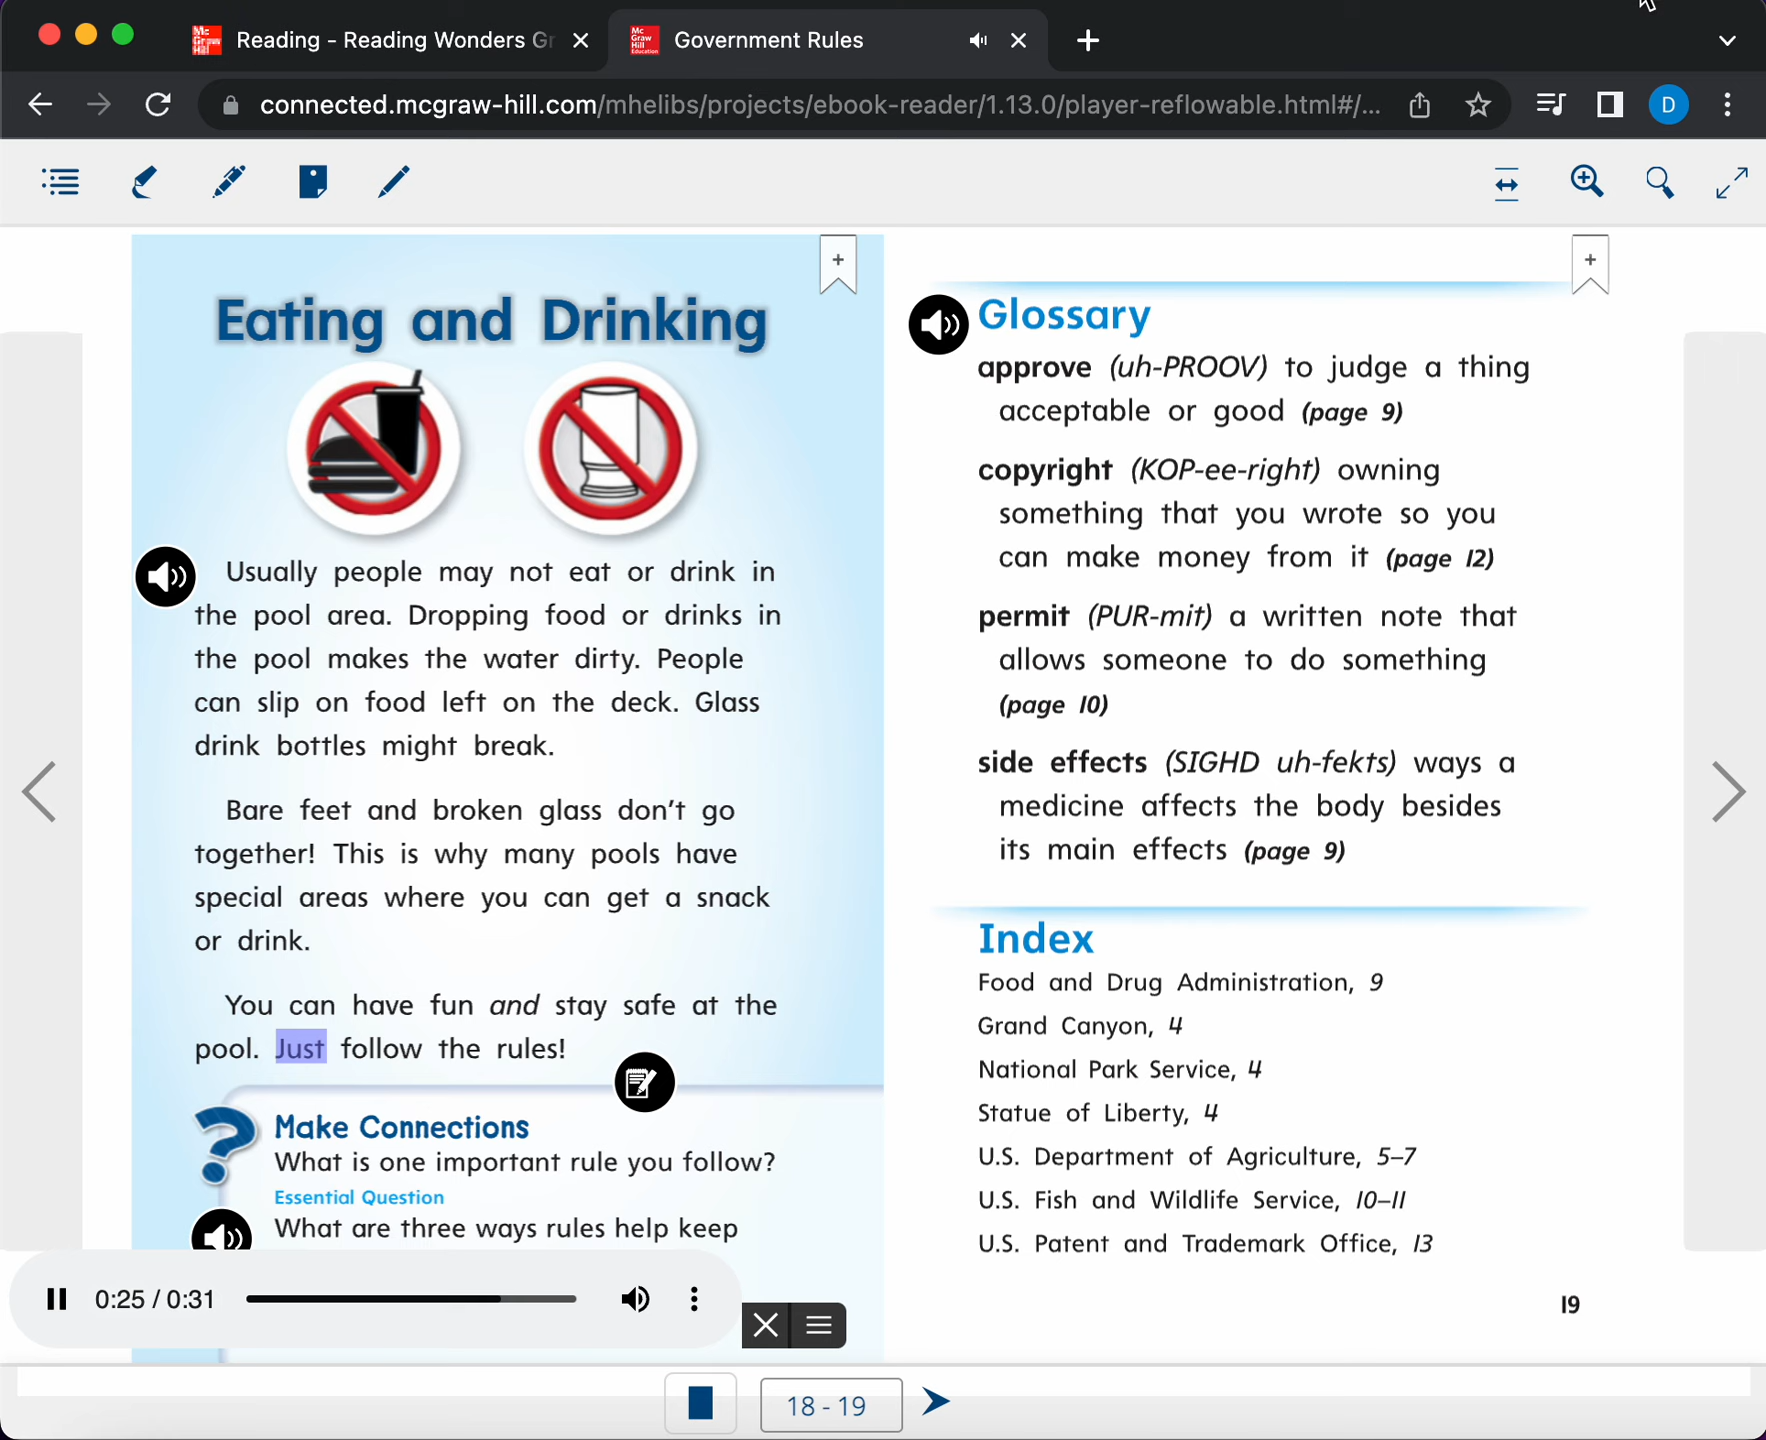 Reading - Reading Wonders Gr
Government Rules
connected.mcgraw-hill.com/mhelibs/projects/ebook-reader/1.13.0/player-reflowable.html#/...
D
Eating and Drinking
Usually people may not eat or drink in
the pool area. Dropping food or drinks in
the pool makes the water dirty. People
can slip on food left on the deck. Glass
drink bottles might break.
Bare feet and broken glass don't go
together! This is why many pools have
special areas where you can get a snack
or drink.
You can have fun and stay safe at the
pool. Just follow the rules!
Make Connections
What is one important rule you follow?
Essential Question
What are three ways rules help keep
0:25 / 0:31
Glossary
approve (uh-PROOV) to judge a thing
acceptable or good (page 9)
copyright (KOP-ee-right) owning
something that you wrote so you
can make money from it (page 12)
permit (PUR-mit) a written note that
allows someone to do something
(page 10)
side effects (SIGHD uh-fekts) ways a
medicine affects the body besides
its main effects (page 9)
Index
Food and Drug Administration, 9
Grand Canyon, 4
National Park Service, 4
Statue of Liberty, 4
U.S. Department of Agriculture, 5–7
U.S. Fish and Wildlife Service, 10–11
U.S. Patent and Trademark Office, 13
19
18 - 19